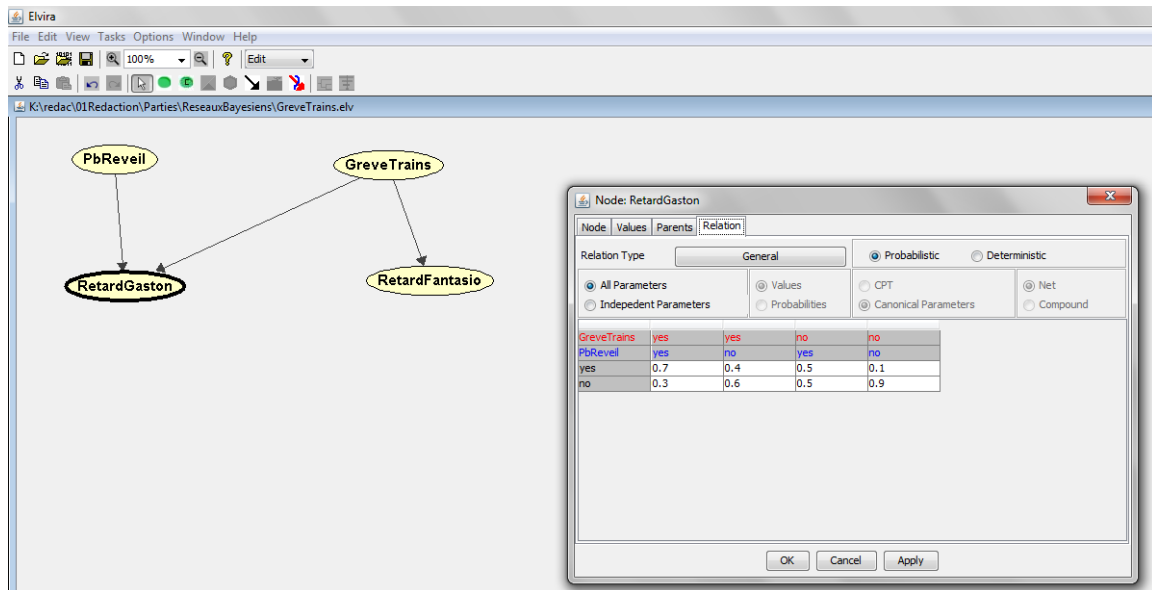 Elvira
File Edit View Tasks Options Window Help
100% Edit
K:\redac\01Redaction\Parties\ReseauxBayesiens\GreveTrains.elv
PbReveil
GreveTrains
RetardGaston
RetardFantasio
Node: RetardGaston
Node Values Parents Relation
Relation Type General Probabilistic Deterministic
All Parameters Values CPT Net
Indepedent Parameters Probabilities Canonical Parameters Compound
GreveTrains yes yes no no
PbReveil yes no yes no
yes 0.7 0.4 0.5 0.1
no 0.3 0.6 0.5 0.9
OK Cancel Apply